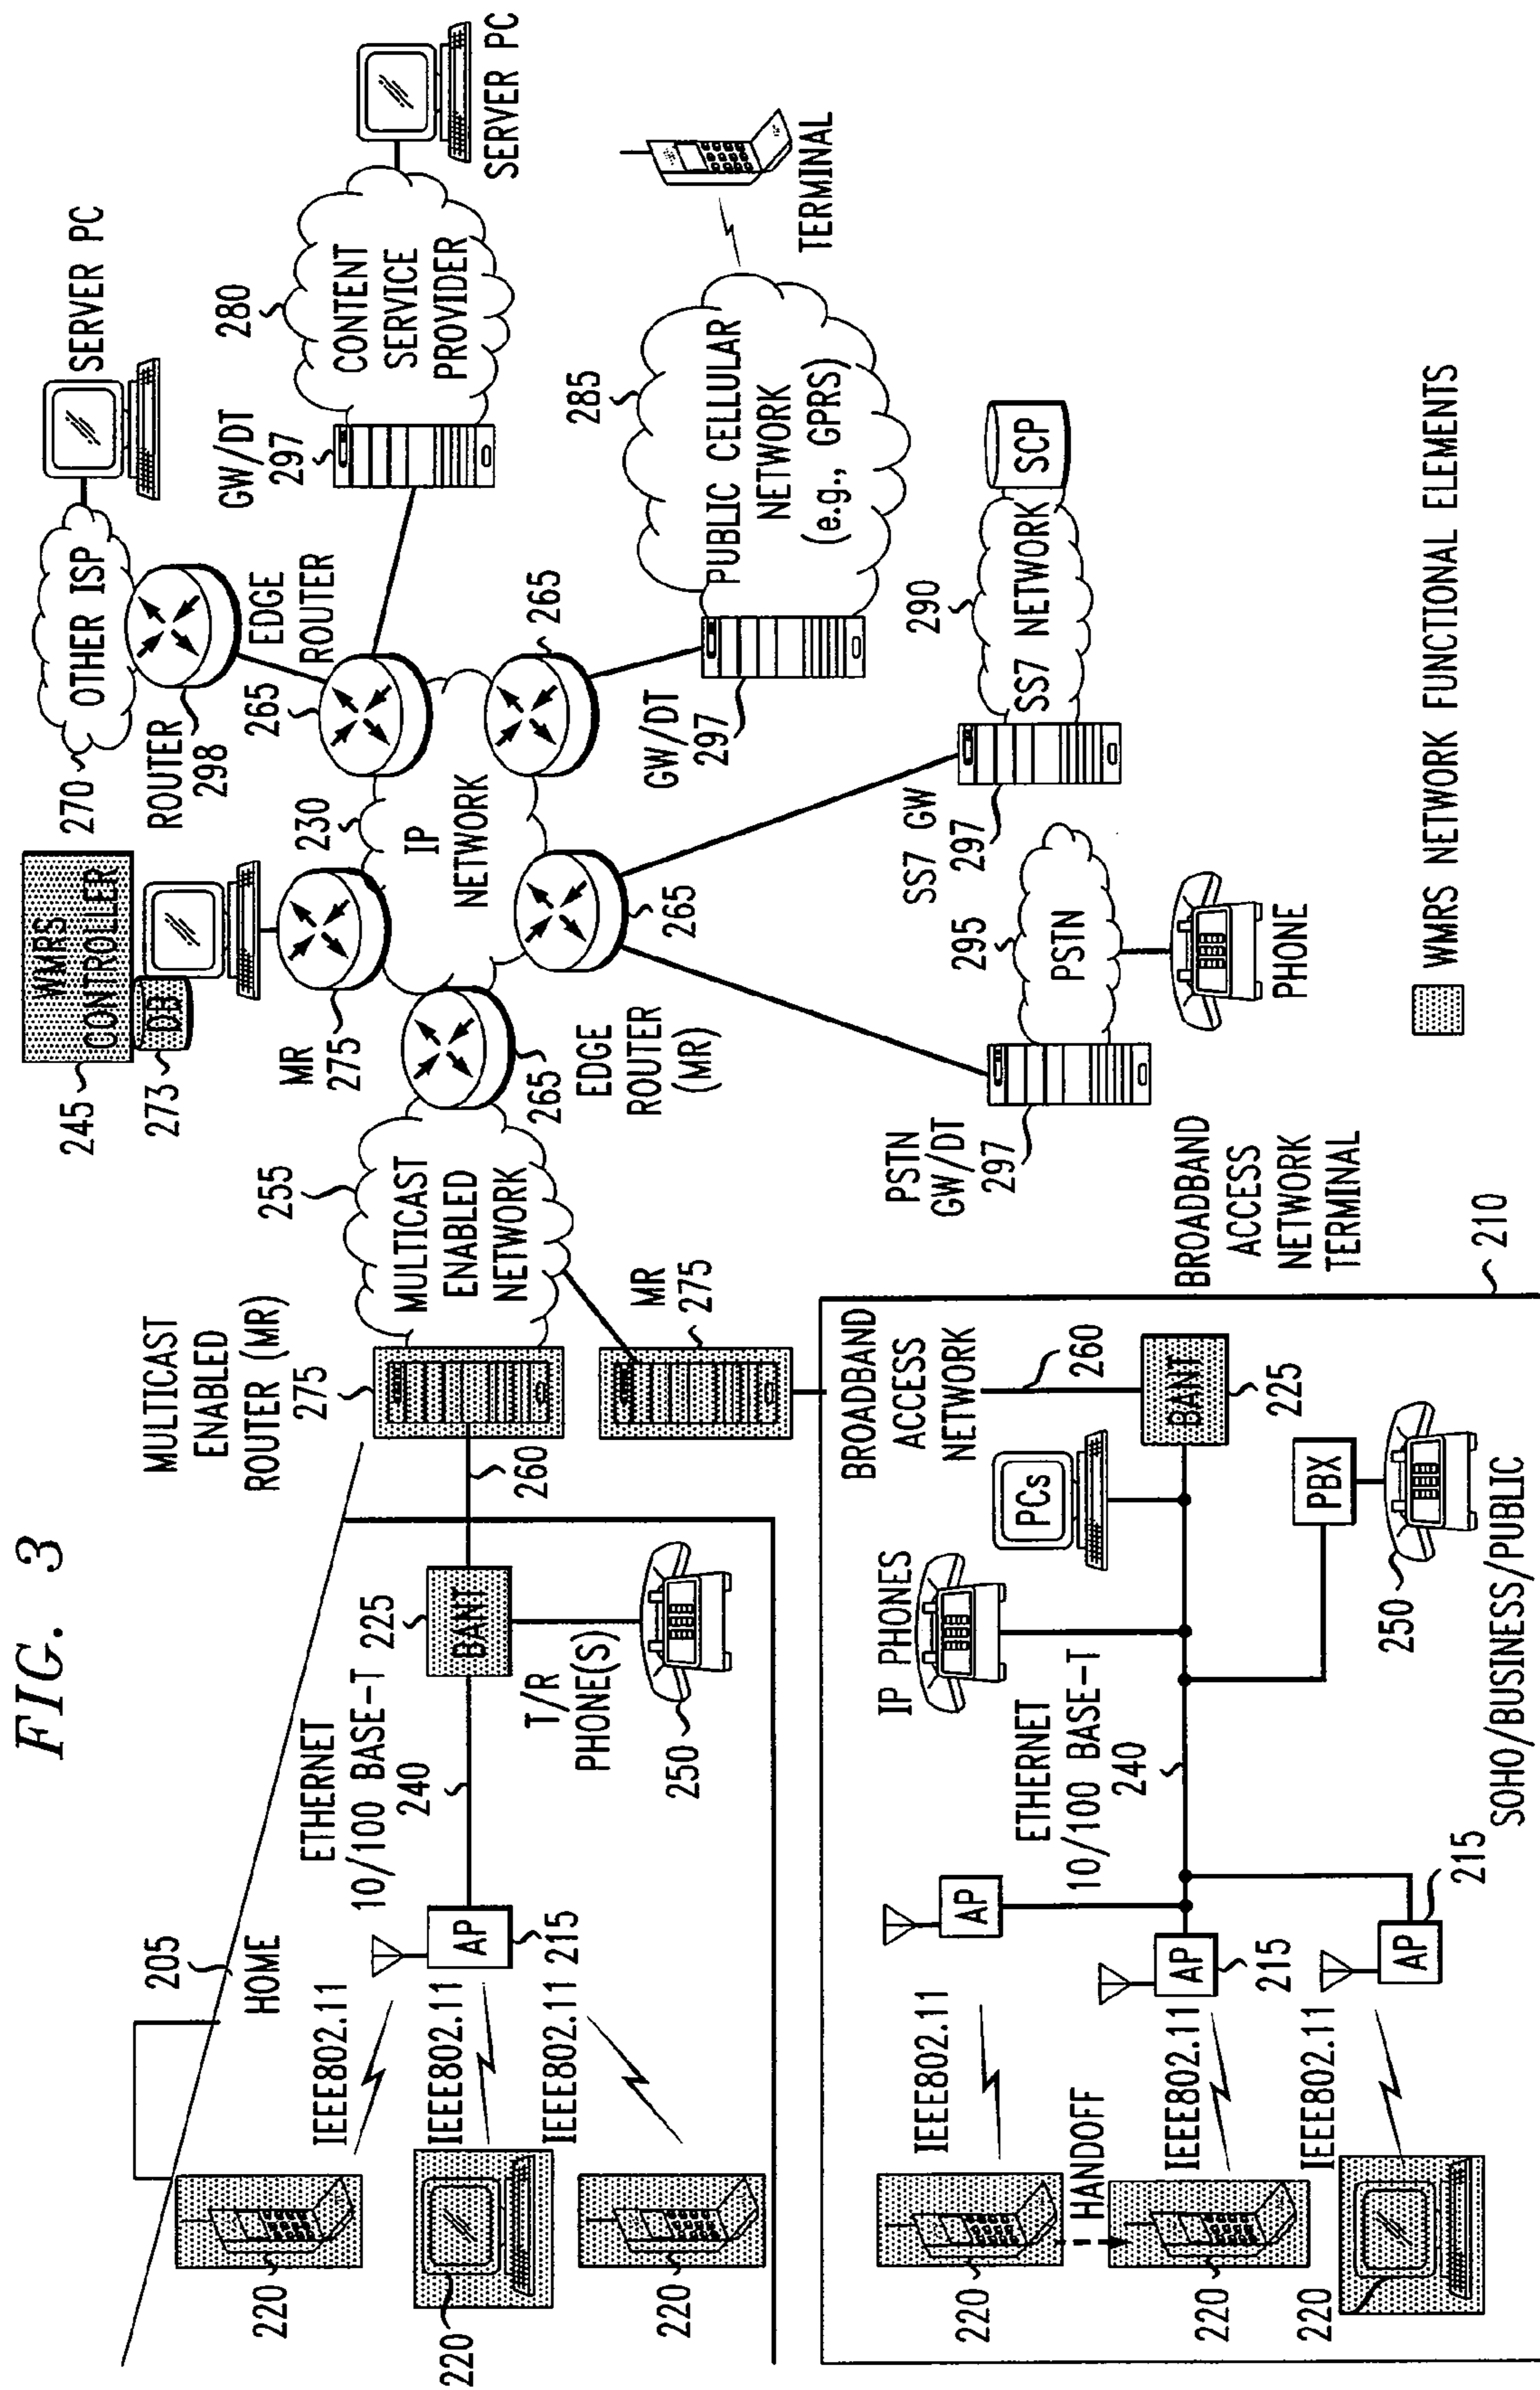 FIG. 3
205
HOME
220
220
220
IEEE802.11
IEEE802.11
IEEE802.11
AP
215
ETHERNET
10/100 BASE-T
240
225
BANT
T/R
PHONE(S)
250
260
MULTICAST
ENABLED
ROUTER (MR)
275
MR
275
255
MULTICAST
ENABLED
NETWORK
265
EDGE
ROUTER
(MR)
245
WMRS
CONTROLLER
273
DB
MR
275
230
IP
NETWORK
270
OTHER ISP
SERVER PC
ROUTER
298
265
EDGE
ROUTER
GW/DT
297
280
CONTENT
SERVICE
PROVIDER
SERVER PC
265
GW/DT
297
285
PUBLIC CELLULAR
NETWORK
(e.g., GPRS)
TERMINAL
265
SS7 GW
297
290
SS7 NETWORK
SCP
PSTN
GW/DT
297
295
PSTN
PHONE
BROADBAND
ACCESS
NETWORK
TERMINAL
210
BROADBAND
ACCESS
NETWORK
260
BANT
225
PCs
IP PHONES
PBX
250
ETHERNET
10/100 BASE-T
240
AP
AP
215
AP
215
IEEE802.11
IEEE802.11
IEEE802.11
HANDOFF
220
220
220
SOHO/BUSINESS/PUBLIC
WMRS NETWORK FUNCTIONAL ELEMENTS